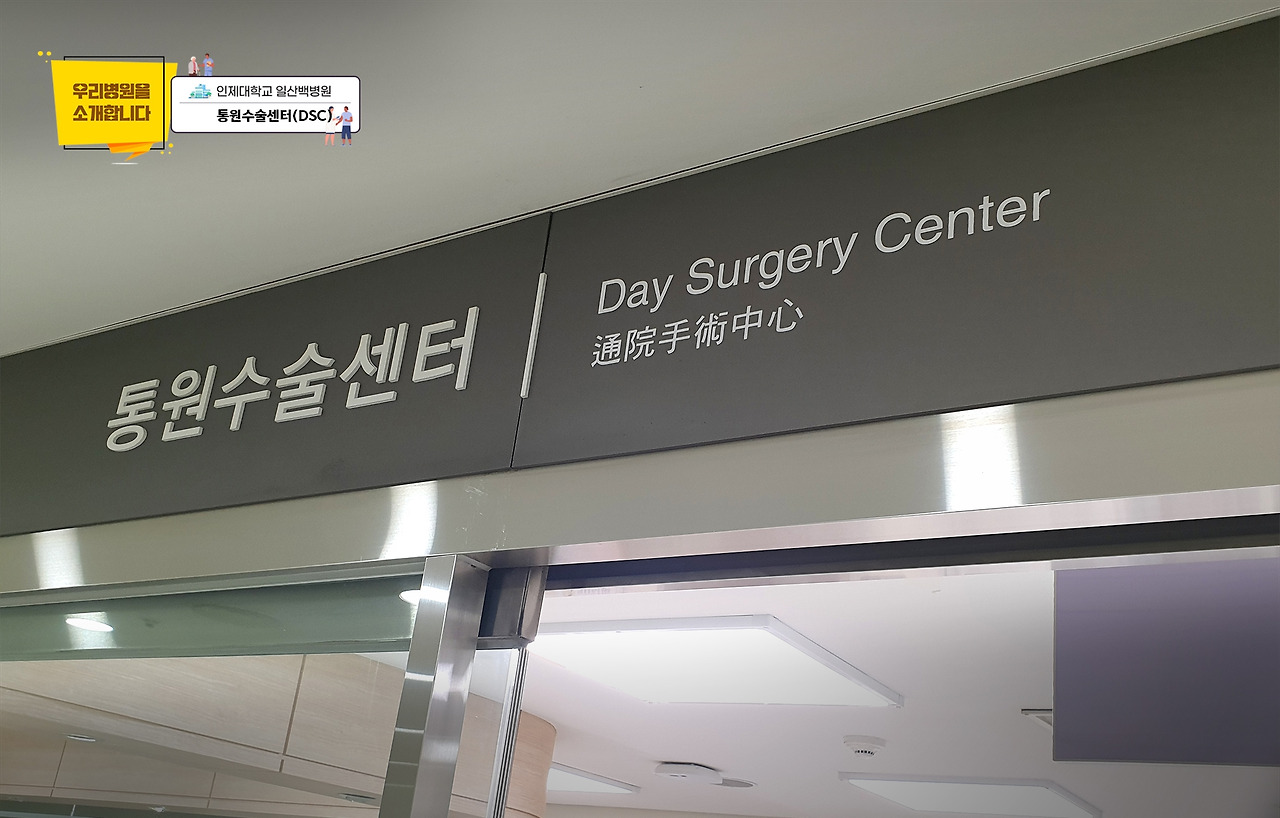 우리병원을
소개합니다
인제대학교 일산백병원
통원수술센터(DSC)
통원수술센터
Day Surgery Center
通院手術中心